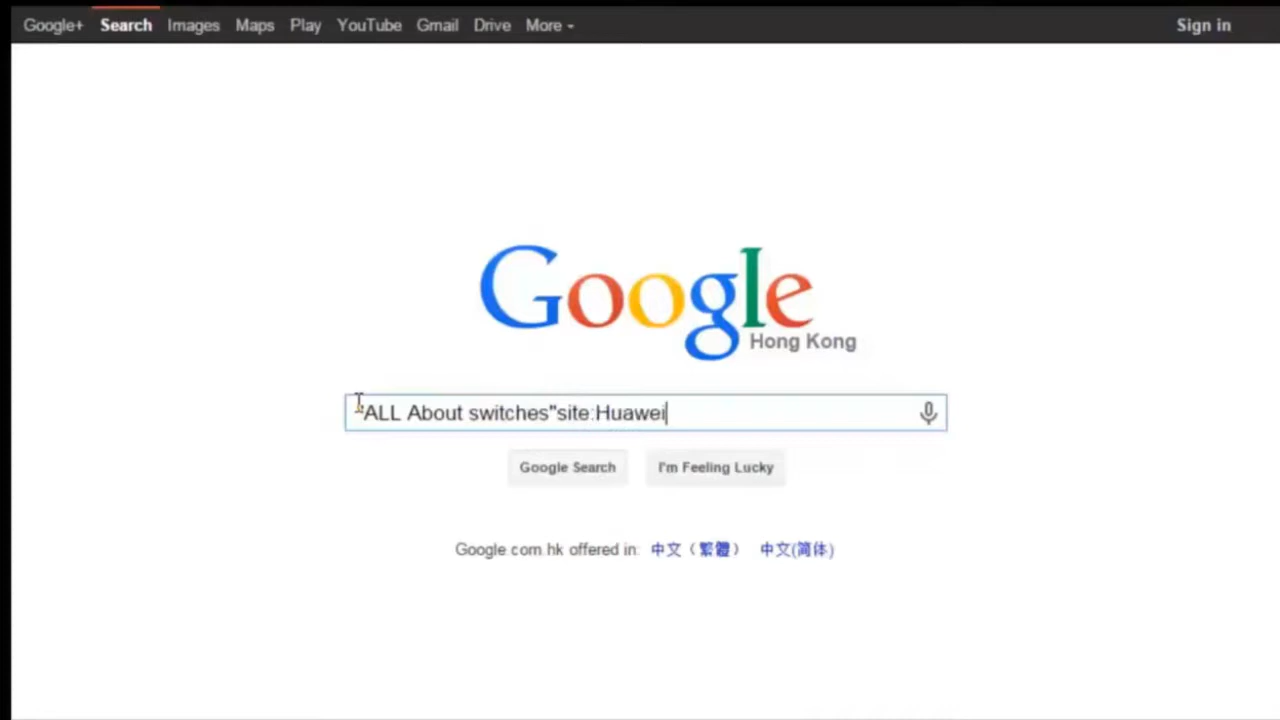 Google+ Search Images Maps Play YouTube Gmail Drive More Sign in
Google
Hong Kong
"ALL About switches"site:Huawei
Google Search I'm Feeling Lucky
Google.com.hk offered in: 中文（繁體） 中文(简体)